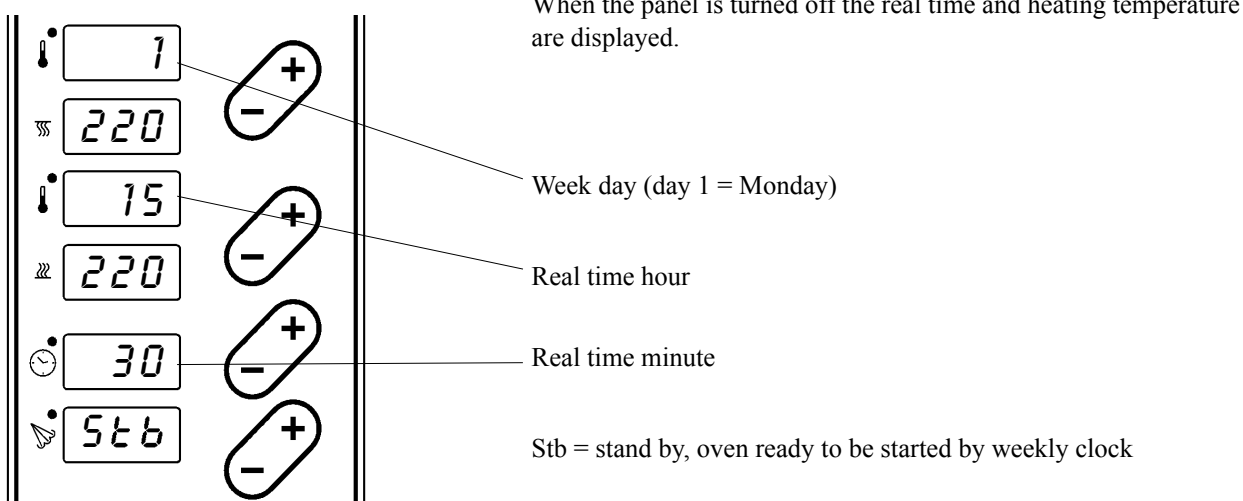 When the panel is turned off the real time and heating temperature
are displayed.
1
220
Week day (day 1 = Monday)
15
220
Real time hour
30
Real time minute
Stb
Stb = stand by, oven ready to be started by weekly clock